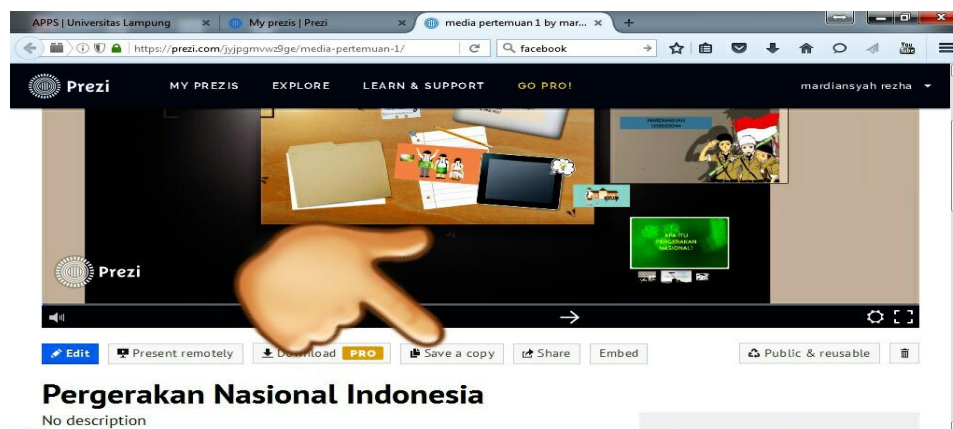 APPS | Universitas Lampung
My prezis | Prezi
media pertemuan 1 by mar...
https://prezi.com/jyjpgmvwz9ge/media-pertemuan-1/
facebook
You
Tube
Prezi MY PREZIS EXPLORE LEARN & SUPPORT GO PRO! mardiansyah rezha
APA ITU
PERGERAKAN
NASIONAL?
Prezi
Edit Present remotely Download PRO Save a copy Share Embed Public & reusable
Pergerakan Nasional Indonesia
No description